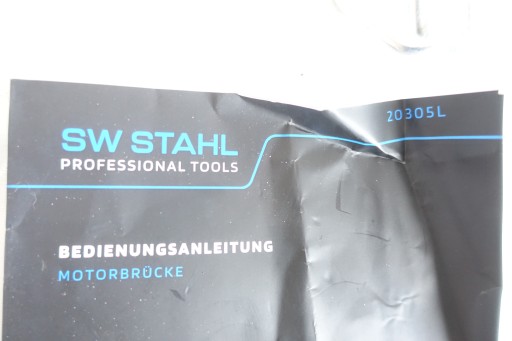 20305L
SW STAHL
PROFESSIONAL TOOLS
BEDIENUNGSANLEITUNG
MOTORBRÜCKE